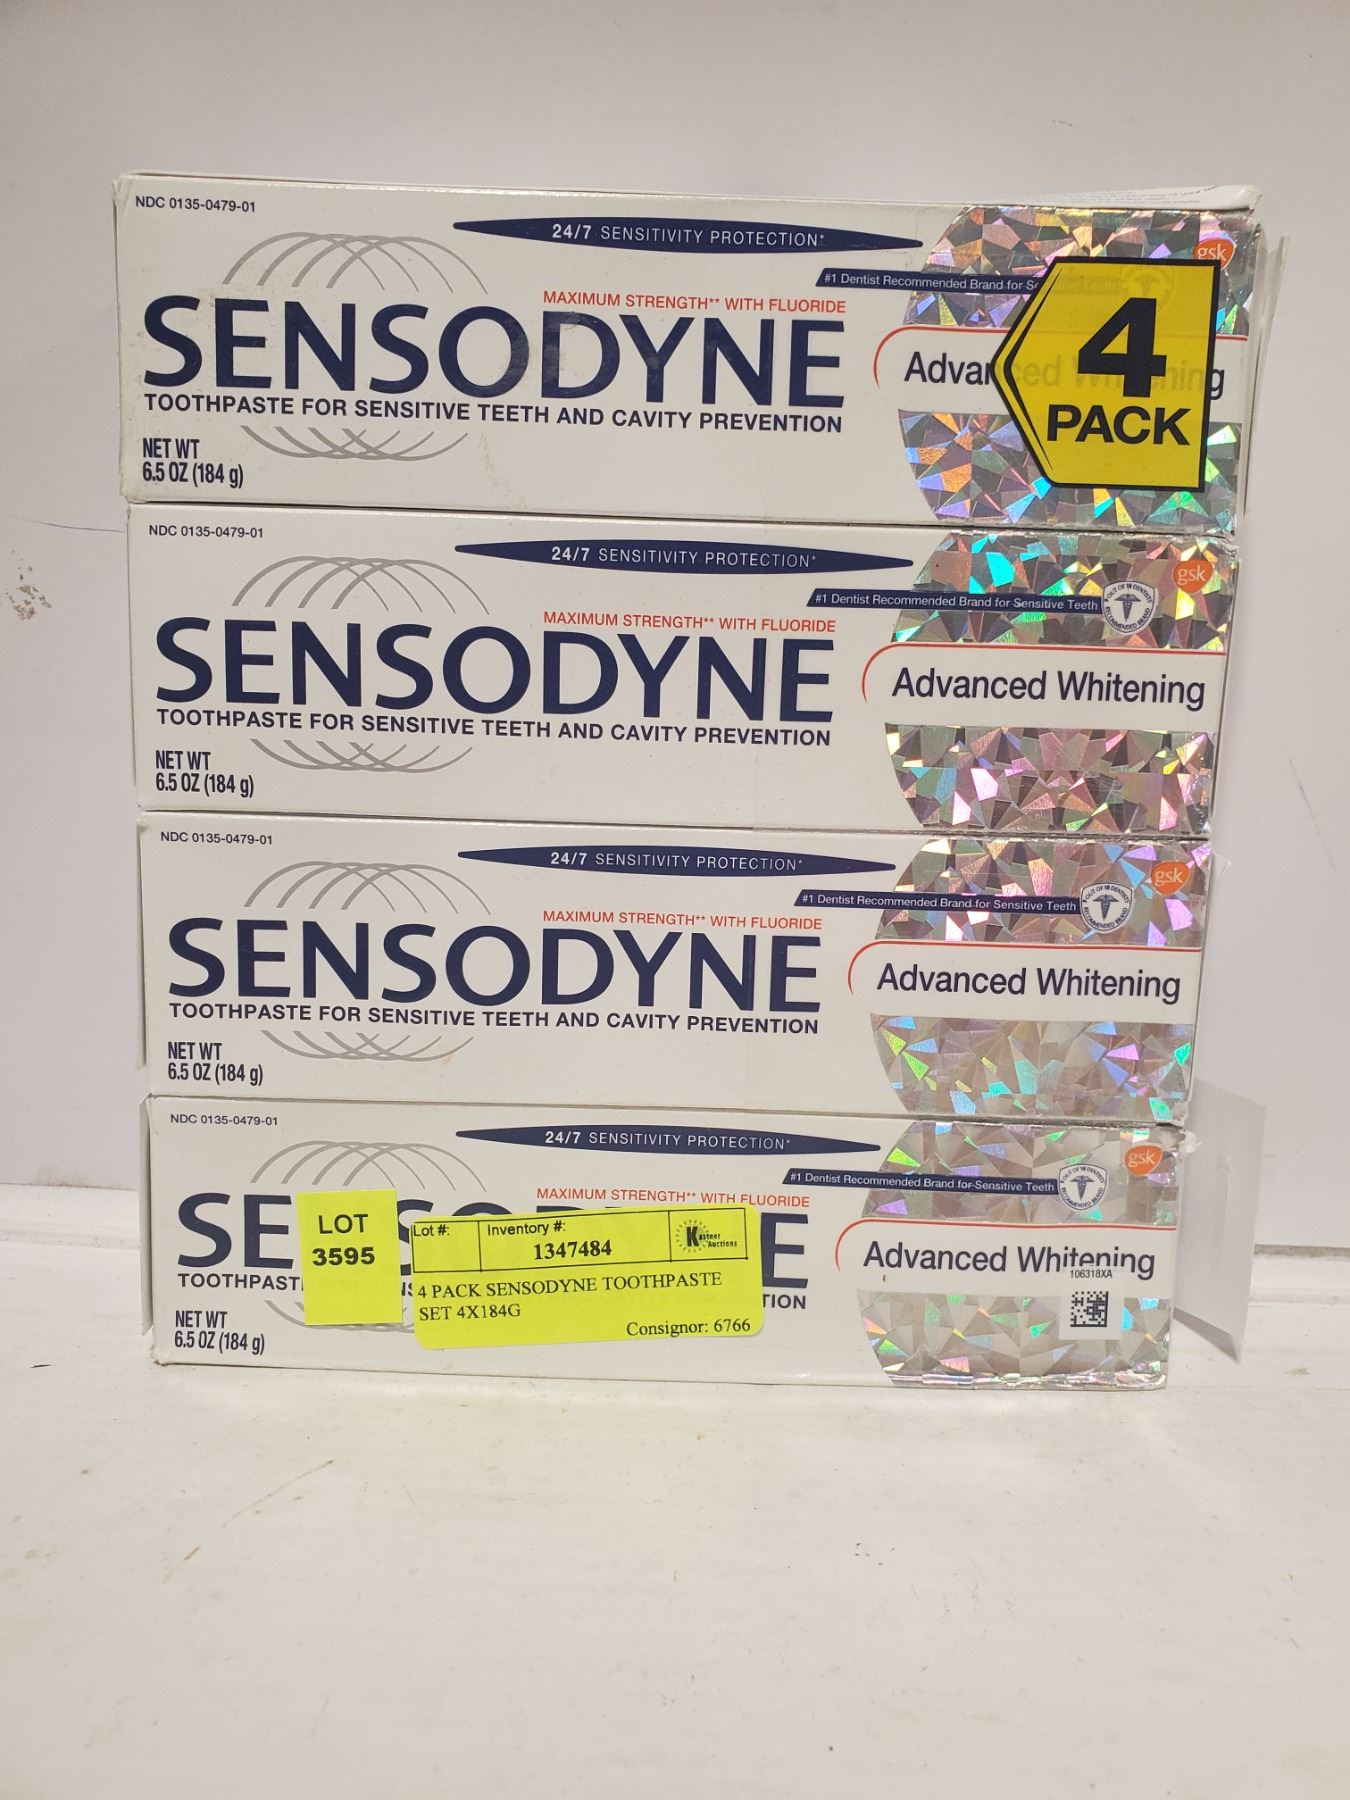 NDC 0135-0479-01
24/7 SENSITIVITY PROTECTION*
gsk
#1 Dentist Recommended Brand for
MAXIMUM STRENGTH** WITH FLUORIDE
SENSODYNE
Advanced Whitening
4
PACK
TOOTHPASTE FOR SENSITIVE TEETH AND CAVITY PREVENTION
NET WT
6.5 OZ (184 g)
NDC 0135-0479-01
24/7 SENSITIVITY PROTECTION*
gsk
#1 Dentist Recommended Brand for Sensitive Teeth
MAXIMUM STRENGTH** WITH FLUORIDE
SENSODYNE
Advanced Whitening
TOOTHPASTE FOR SENSITIVE TEETH AND CAVITY PREVENTION
NET WT
6.5 OZ (184 g)
NDC 0135-0479-01
24/7 SENSITIVITY PROTECTION*
gsk
#1 Dentist Recommended Brand for Sensitive Teeth
MAXIMUM STRENGTH** WITH FLUORIDE
SENSODYNE
Advanced Whitening
TOOTHPASTE FOR SENSITIVE TEETH AND CAVITY PREVENTION
NET WT
6.5 OZ (184 g)
NDC 0135-0479-01
24/7 SENSITIVITY PROTECTION*
gsk
#1 Dentist Recommended Brand for Sensitive Teeth
MAXIMUM STRENGTH** WITH FLUORIDE
SE E
Advanced Whitening
106318XA
TOOTHPAST TION
NET WT
6.5 OZ (184 g)
LOT
3595
Lot #: Inventory #:
1347484
Kastner
Auctions
4 PACK SENSODYNE TOOTHPASTE
SET 4X184G
Consignor: 6766